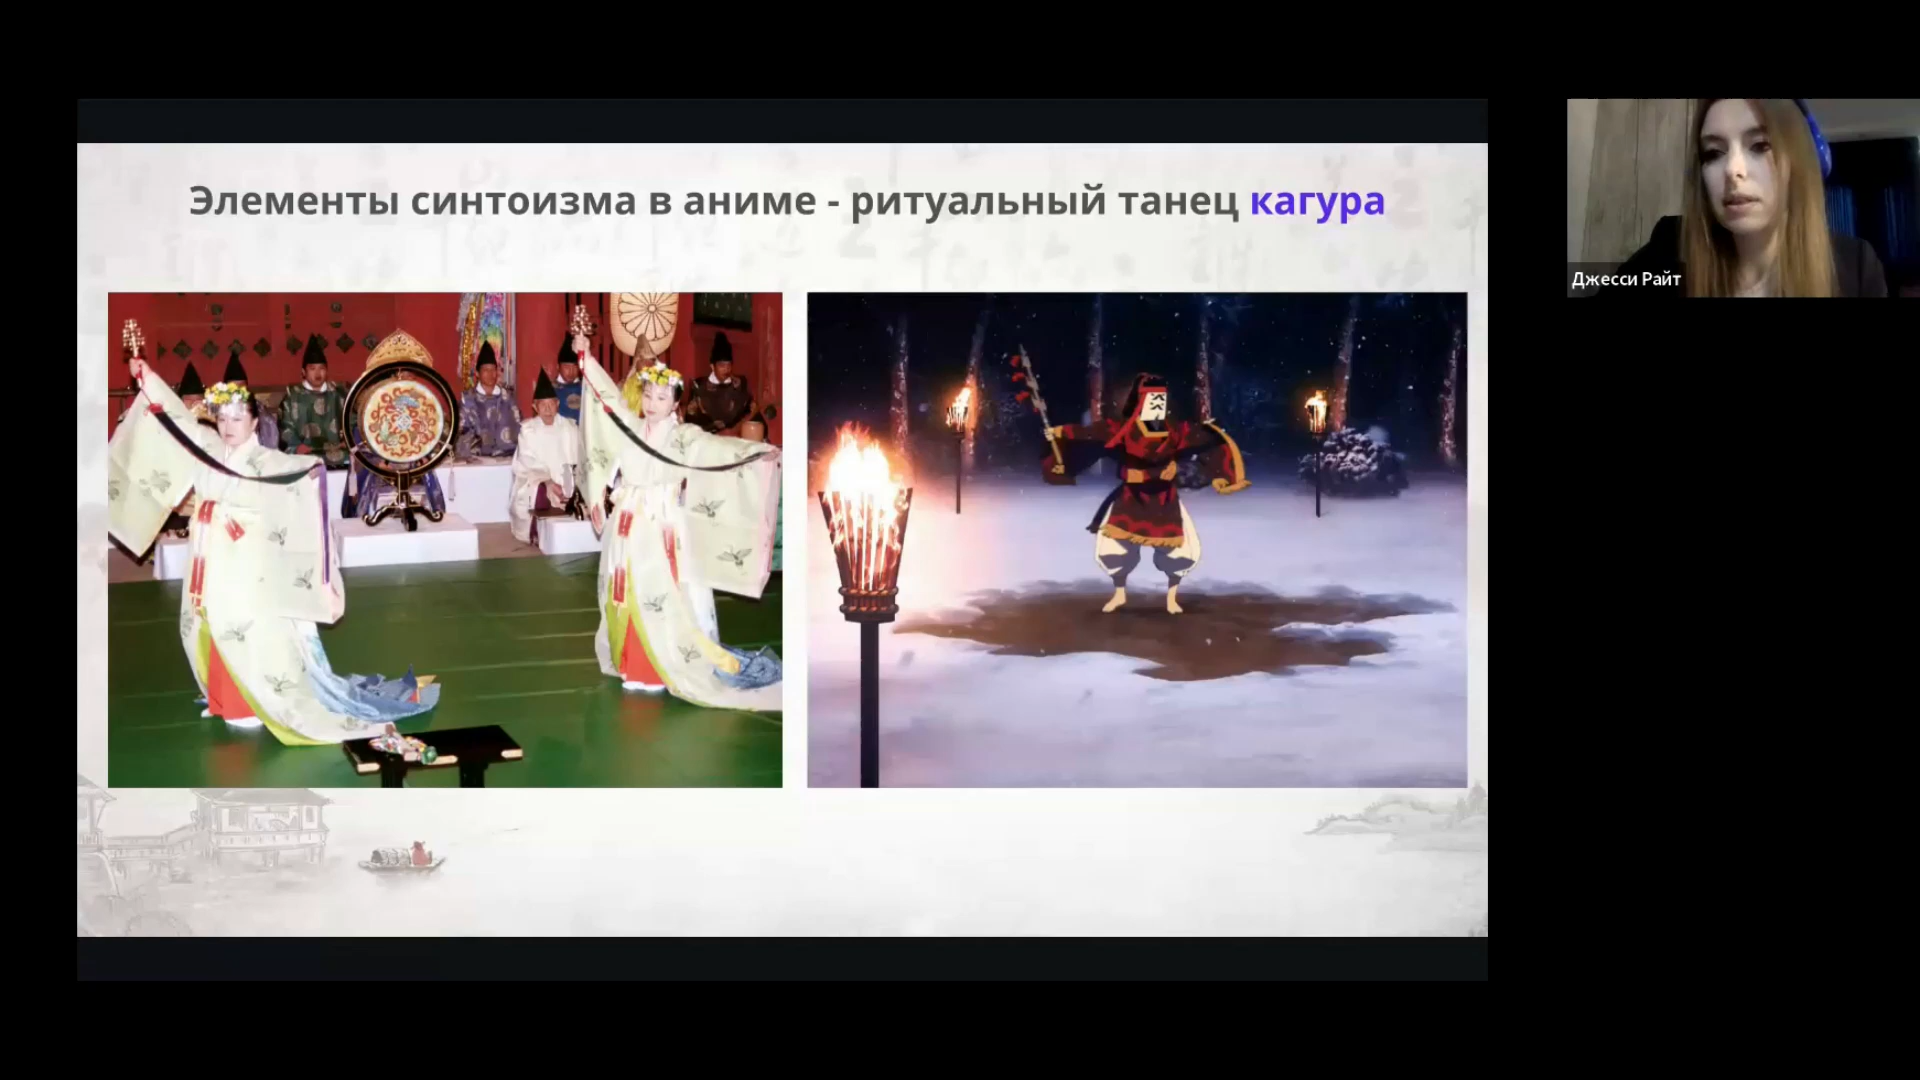 Элементы синтоизма в аниме - ритуальный танец кагура
Джесси Райт